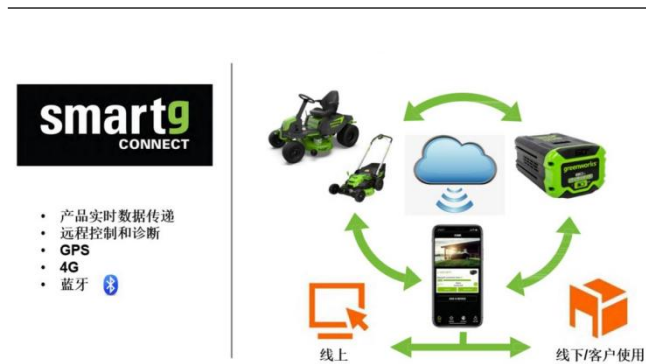 smartg
CONNECT
产品实时数据传递
远程控制和诊断
GPS
4G
蓝牙
greenworks
线上
线下/客户使用